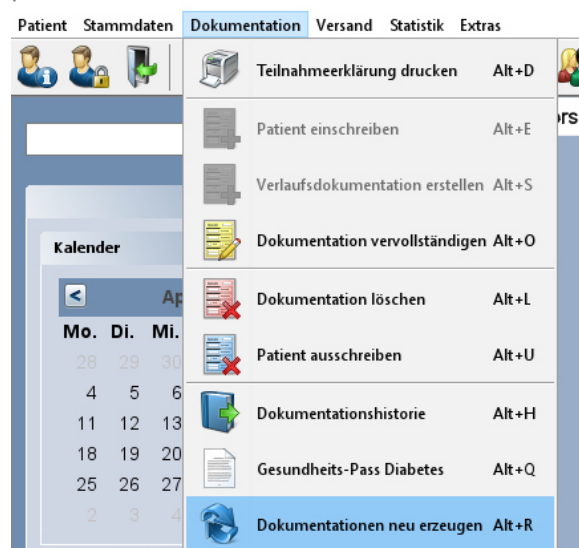 Patient Stammdaten Dokumentation Versand Statistik Extras
Teilnahmeerklärung drucken Alt+D
Patient einschreiben Alt+E
Verlaufsdokumentation erstellen Alt+S
Dokumentation vervollständigen Alt+O
Kalender
Dokumentation löschen Alt+L
< Ap
Mo. Di. Mi.
Patient ausschreiben Alt+U
28 29 30
4 5 6
Dokumentationshistorie Alt+H
11 12 13
18 19 20
Gesundheits-Pass Diabetes Alt+Q
25 26 27
2 3 4
Dokumentationen neu erzeugen Alt+R